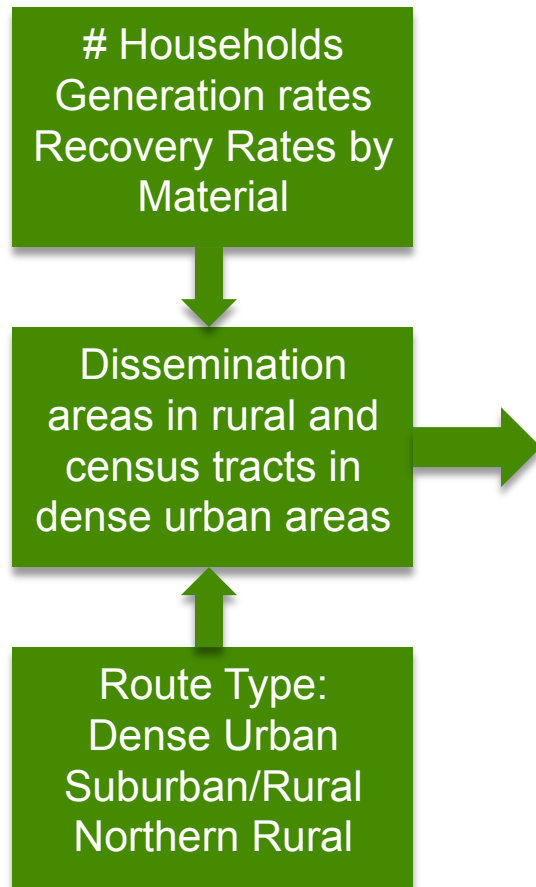 # Households
Generation rates
Recovery Rates by
Material
Dissemination
areas in rural and
census tracts in
dense urban areas
Route Type:
Dense Urban
Suburban/Rural
Northern Rural